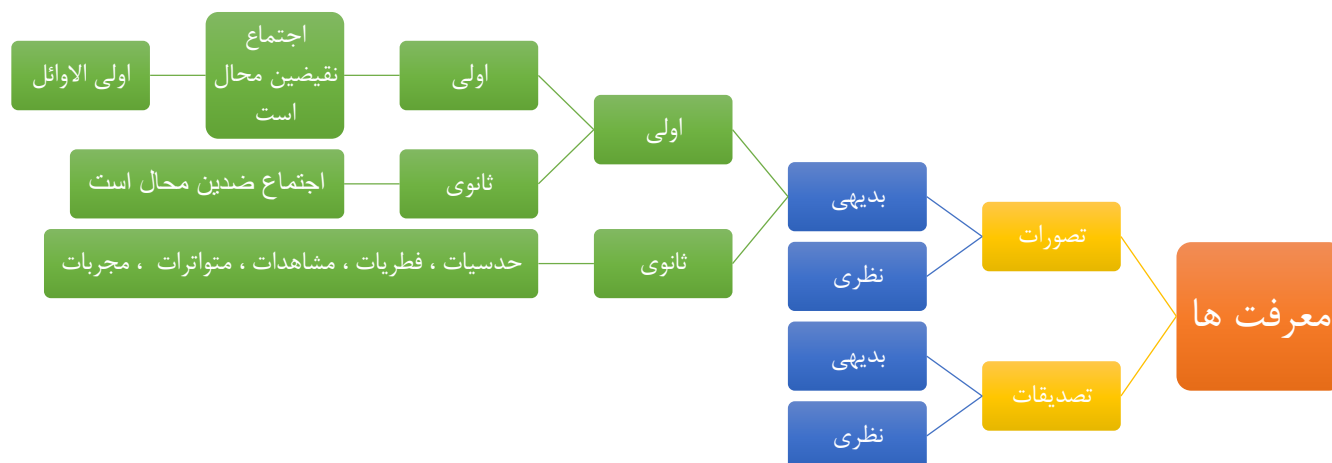 معرفت ها
تصورات
بدیهی
اولی
اولی
اجتماع
نقیضین محال
است
اولی الاوائل
ثانوی
اجتماع ضدین محال است
ثانوی
حدسیات ، فطریات ، مشاهدات ، متواترات ، مجربات
نظری
تصدیقات
بدیهی
نظری